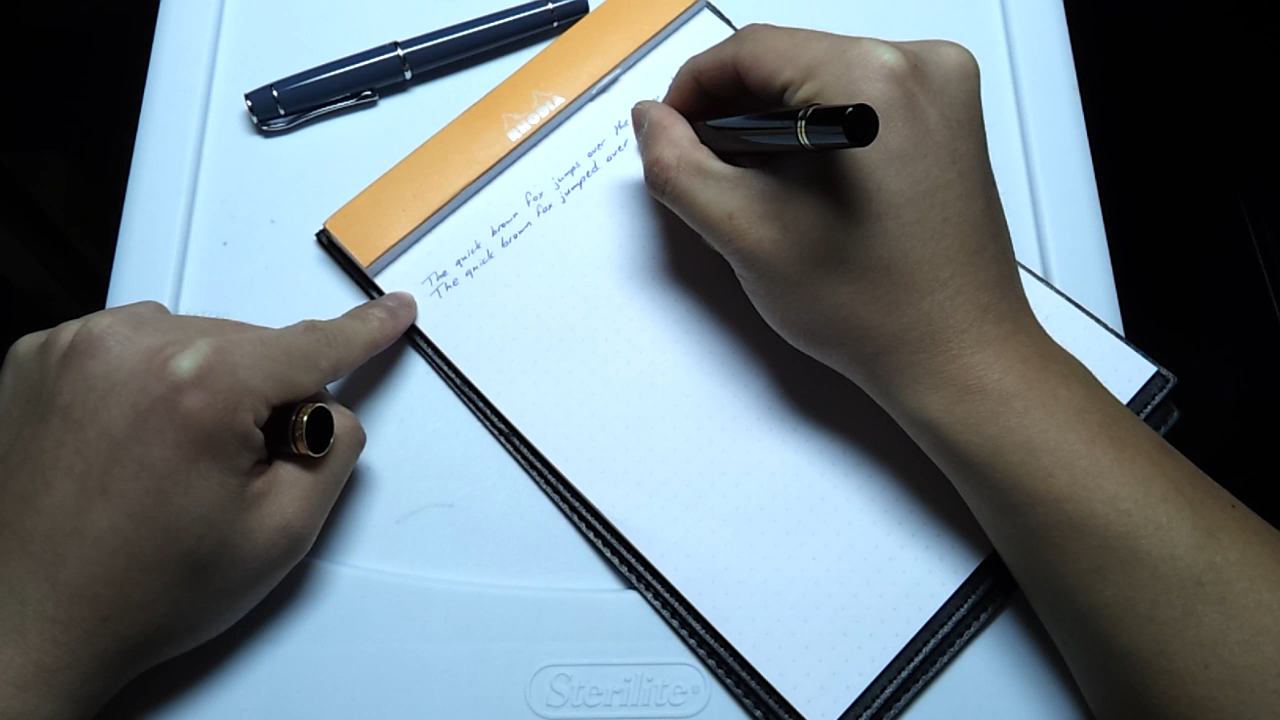 RHODIA
The quick brown fox jumps over the
The quick brown fox jumped over
Sterilite